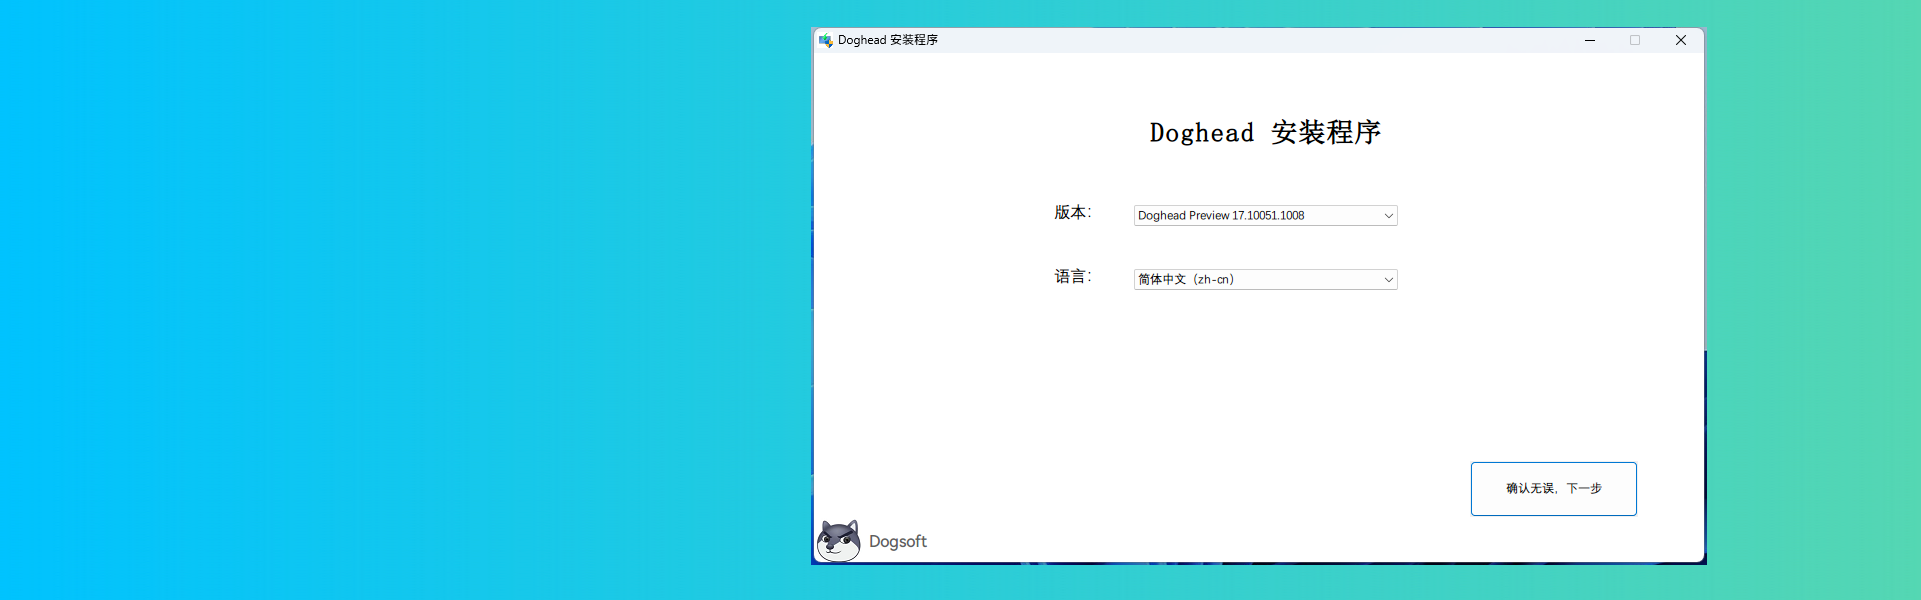 Doghead 安装程序
Doghead 安装程序
版本：
Doghead Preview 17.10051.1008
语言：
简体中文（zh-cn）
确认无误，下一步
Dogsoft